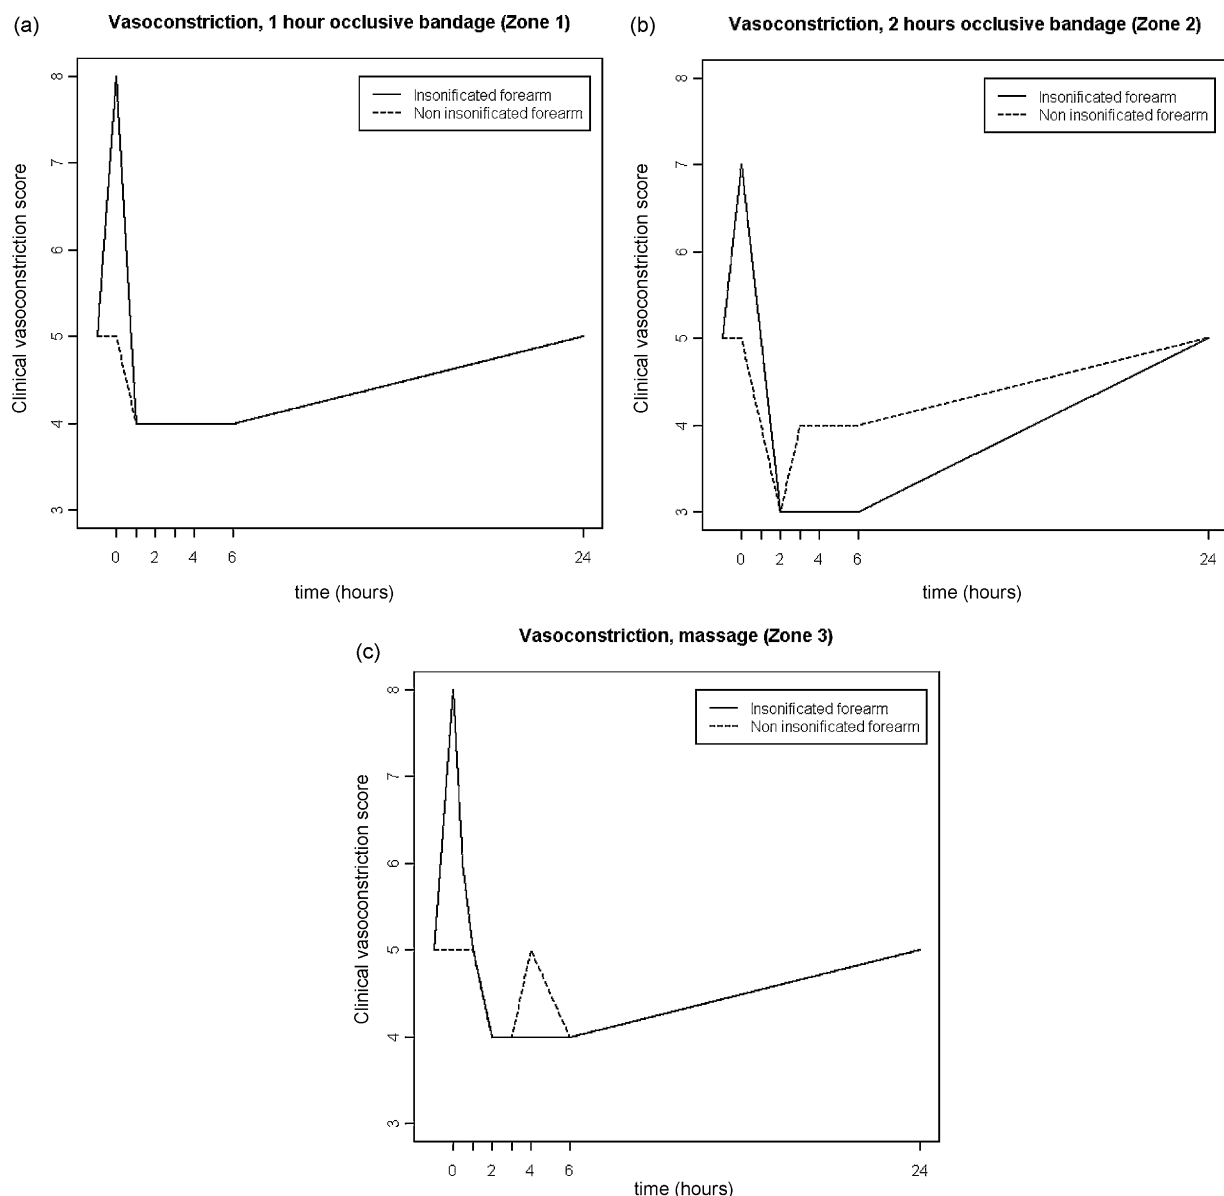 (a)
Vasoconstriction, 1 hour occlusive bandage (Zone 1)
Insonificated forearm
Non insonificated forearm
Clinical vasoconstriction score
8
7
6
5
4
3
0 2 4 6 24
time (hours)
(b)
Vasoconstriction, 2 hours occlusive bandage (Zone 2)
Insonificated forearm
Non insonificated forearm
Clinical vasoconstriction score
8
7
6
5
4
3
0 2 4 6 24
time (hours)
(c)
Vasoconstriction, massage (Zone 3)
Insonificated forearm
Non insonificated forearm
Clinical vasoconstriction score
8
7
6
5
4
3
0 2 4 6 24
time (hours)